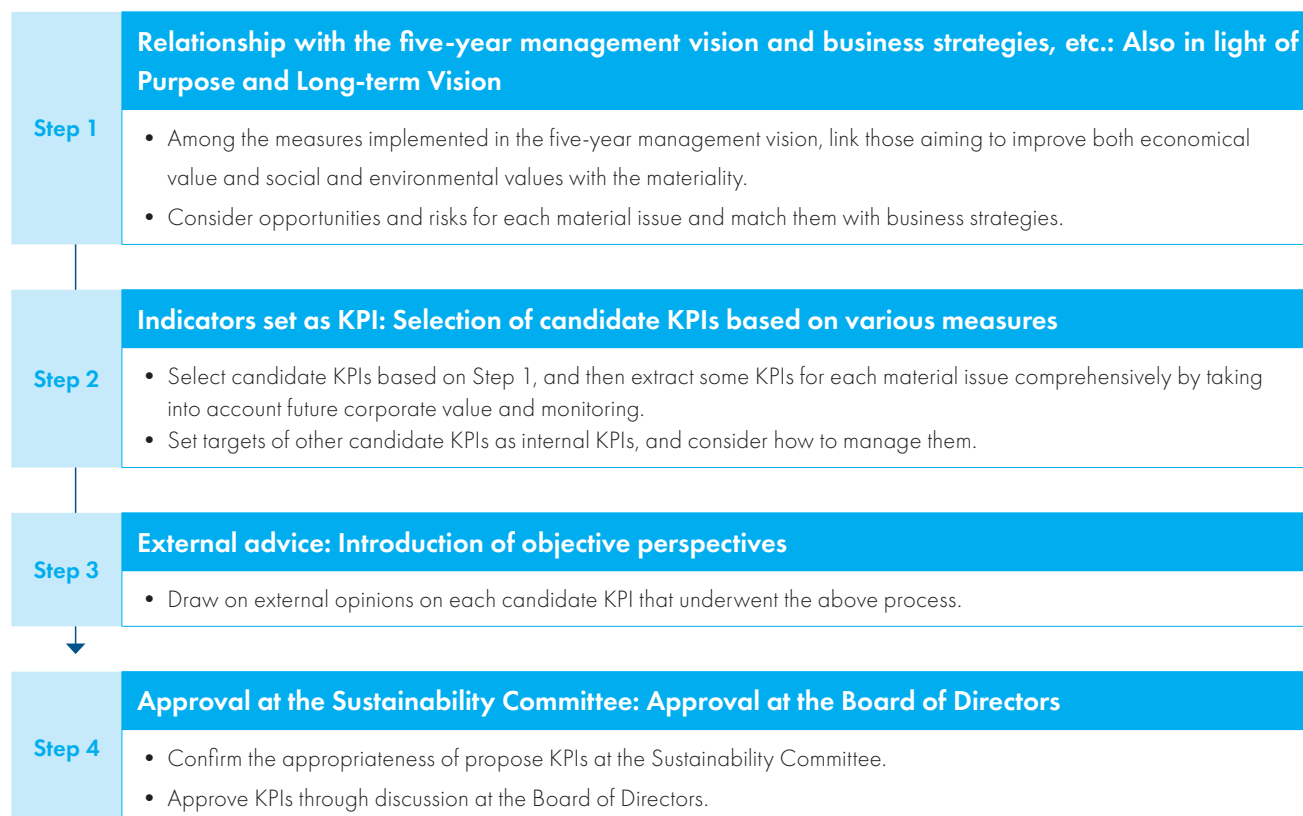 Step 1
Relationship with the five-year management vision and business strategies, etc.: Also in light of
Purpose and Long-term Vision
• Among the measures implemented in the five-year management vision, link those aiming to improve both economical
value and social and environmental values with the materiality.
• Consider opportunities and risks for each material issue and match them with business strategies.
Step 2
Indicators set as KPI: Selection of candidate KPIs based on various measures
• Select candidate KPIs based on Step 1, and then extract some KPIs for each material issue comprehensively by taking
into account future corporate value and monitoring.
• Set targets of other candidate KPIs as internal KPIs, and consider how to manage them.
Step 3
External advice: Introduction of objective perspectives
• Draw on external opinions on each candidate KPI that underwent the above process.
Step 4
Approval at the Sustainability Committee: Approval at the Board of Directors
• Confirm the appropriateness of propose KPIs at the Sustainability Committee.
• Approve KPIs through discussion at the Board of Directors.